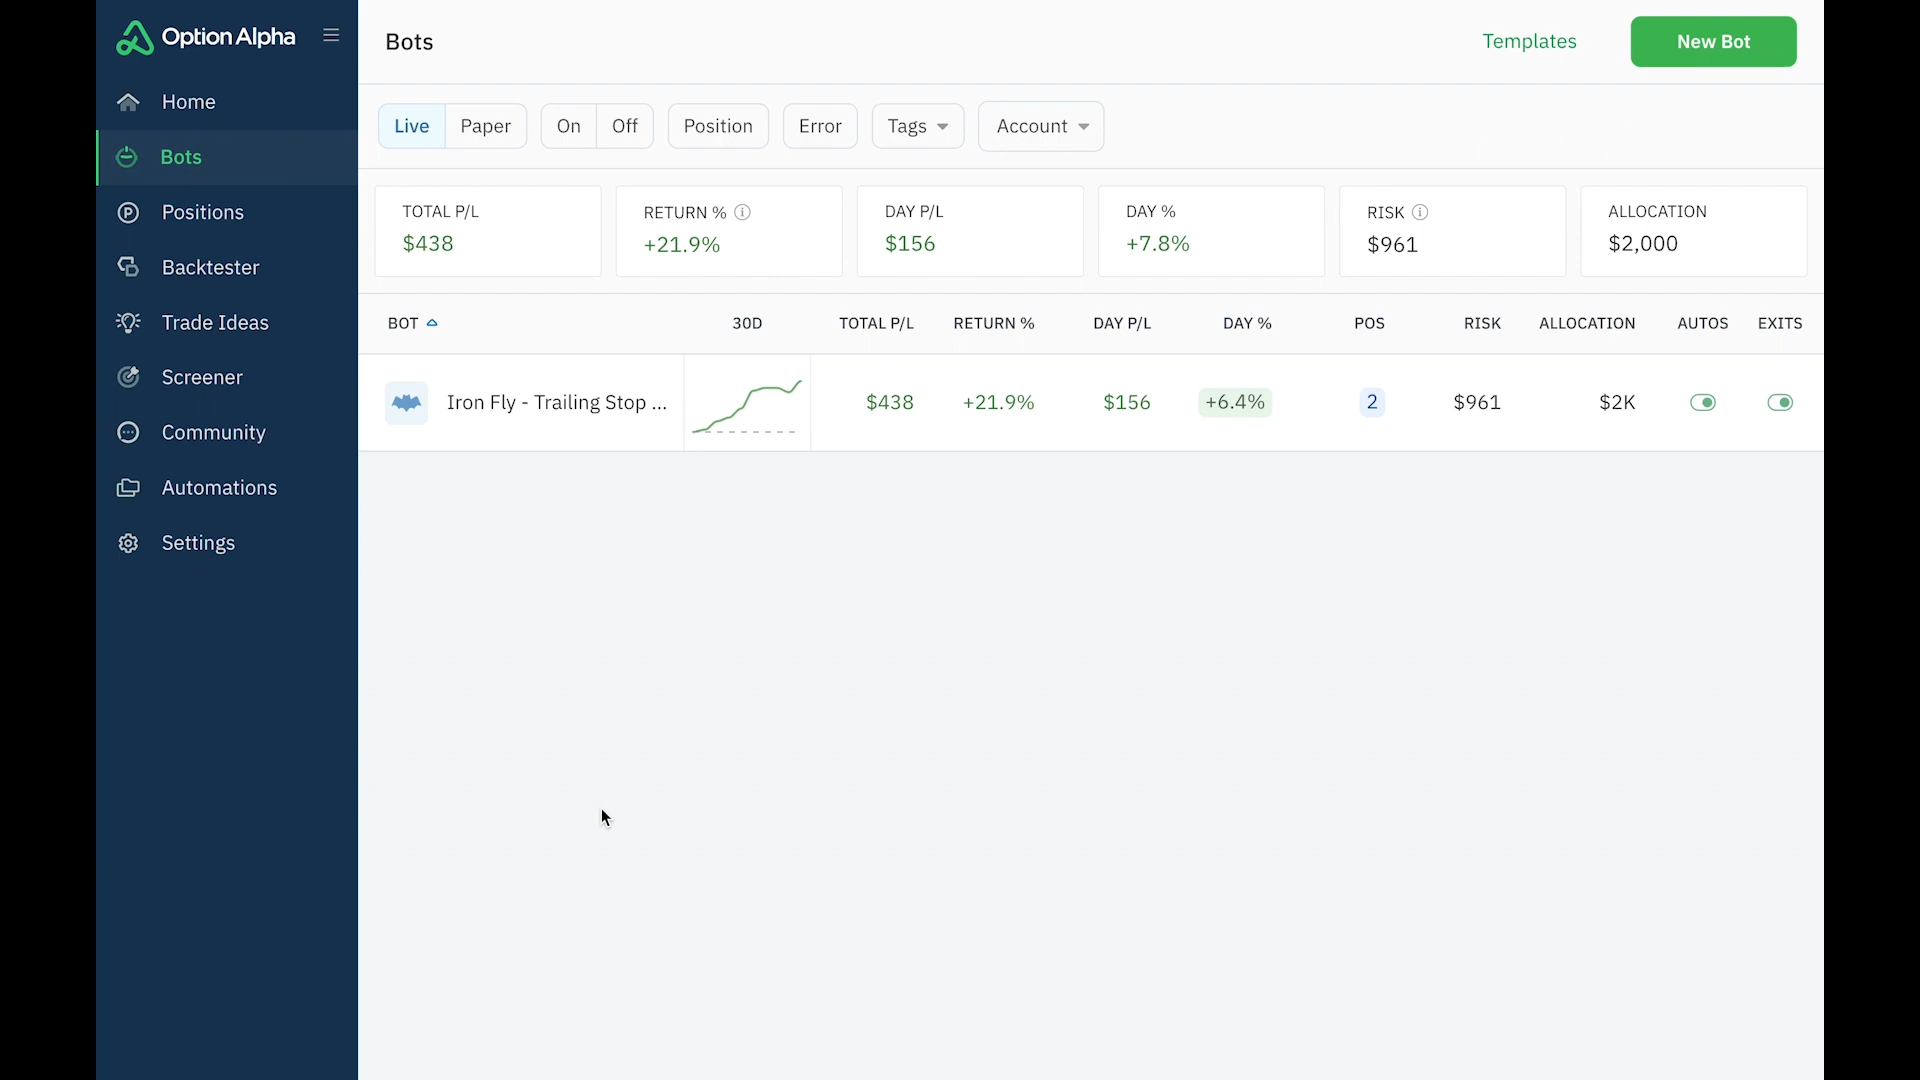 Option Alpha
Home
Bots
Positions
Backtester
Trade Ideas
Screener
Community
Automations
Settings
Bots
Templates
New Bot
Live Paper On Off Position Error Tags Account
TOTAL P/L
$438
RETURN %
+21.9%
DAY P/L
$156
DAY %
+7.8%
RISK
$961
ALLOCATION
$2,000
BOT 30D TOTAL P/L RETURN % DAY P/L DAY % POS RISK ALLOCATION AUTOS EXITS
Iron Fly - Trailing Stop ... $438 +21.9% $156 +6.4% 2 $961 $2K